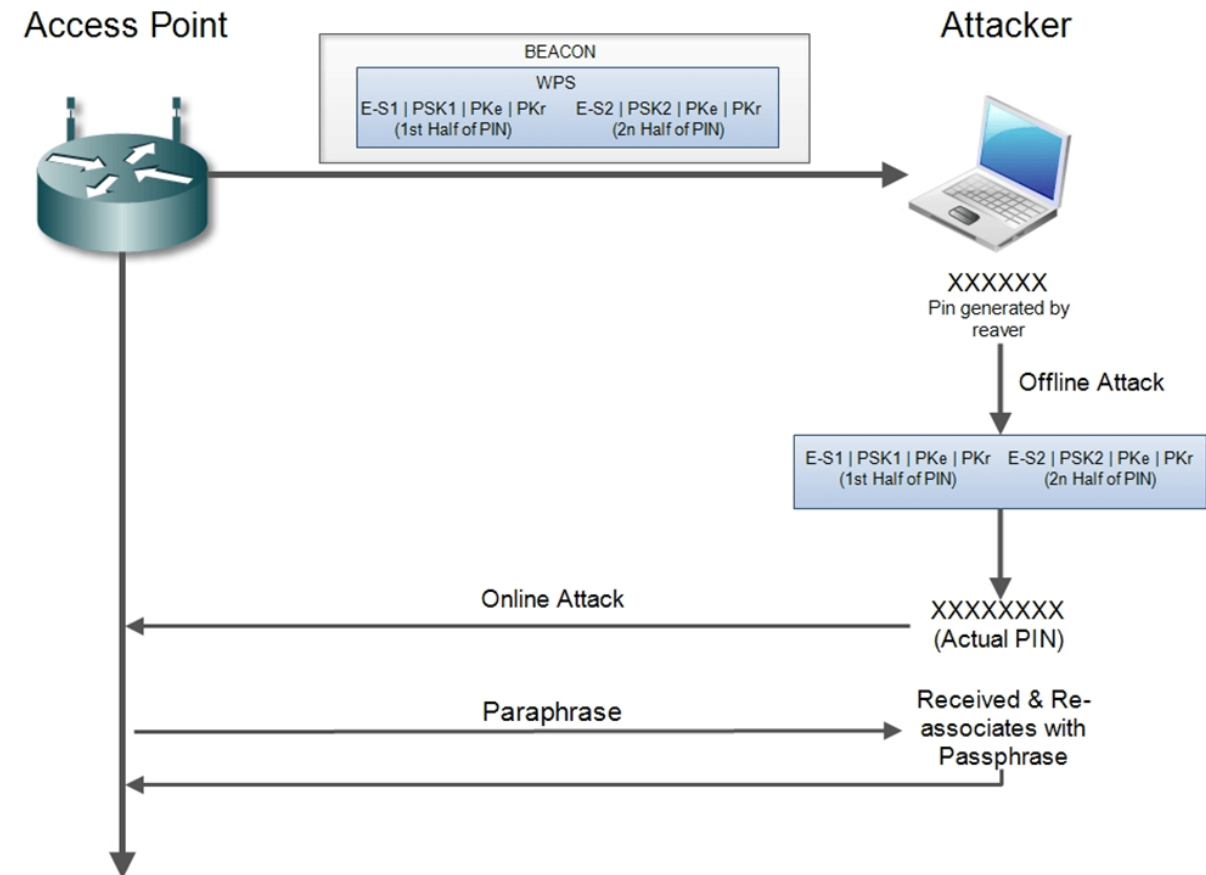 Access Point
Attacker
BEACON
WPS
E-S1 | PSK1 | PKe | PKr
(1st Half of PIN)
E-S2 | PSK2 | PKe | PKr
(2n Half of PIN)
XXXXXX
Pin generated by
reaver
Offline Attack
E-S1 | PSK1 | PKe | PKr
(1st Half of PIN)
E-S2 | PSK2 | PKe | PKr
(2n Half of PIN)
Online Attack
XXXXXXXX
(Actual PIN)
Paraphrase
Received & Re-
associates with
Passphrase